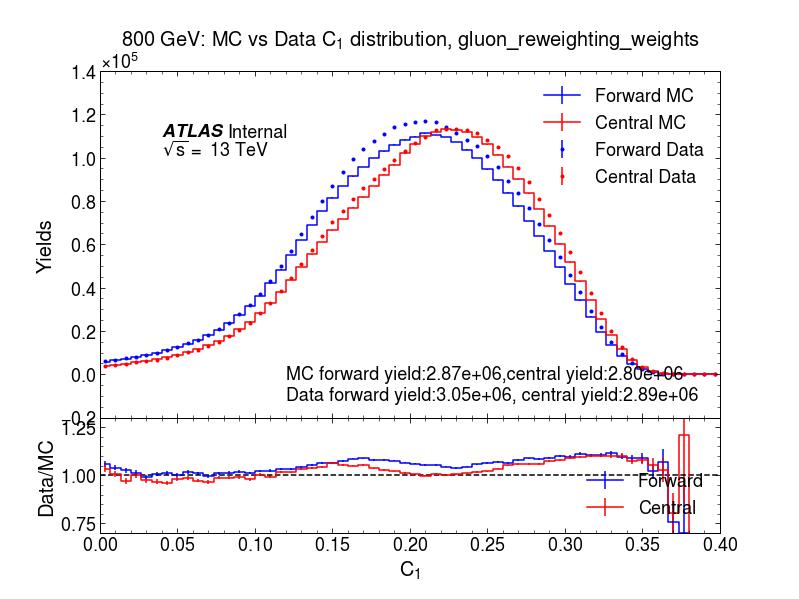 800 GeV: MC vs Data C₁ distribution, gluon_reweighting_weights
×10⁵
1.4
1.2
1.0
0.8
0.6
0.4
0.2
0.0
0.2
Yields
ATLAS Internal
√s = 13 TeV
Forward MC
Central MC
Forward Data
Central Data
MC forward yield:2.87e+06,central yield:2.80e+06
Data forward yield:3.05e+06, central yield:2.89e+06
1.25
1.00
0.75
Data/MC
Forward
Central
0.00 0.05 0.10 0.15 0.20 0.25 0.30 0.35 0.40
C₁